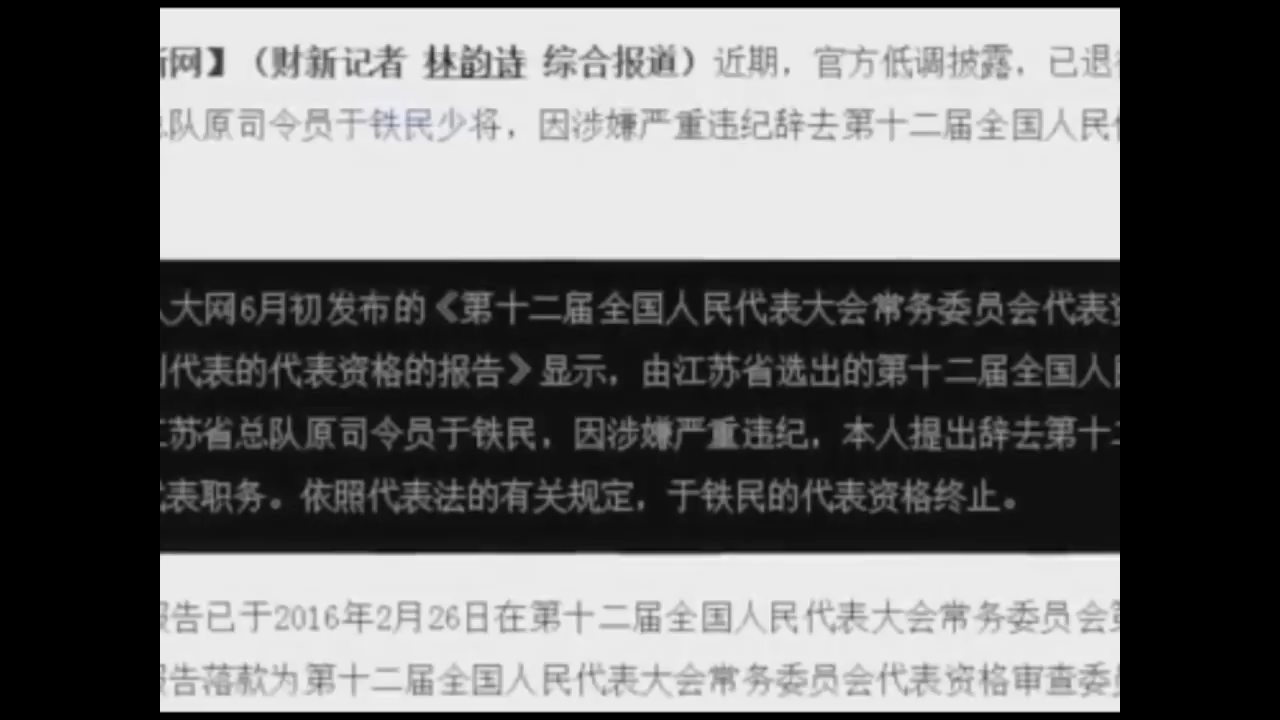 新网】（财新记者 林韵诗 综合报道）近期，官方低调披露，已退
总队原司令员于铁民少将，因涉嫌严重违纪辞去第十二届全国人民
人大网6月初发布的《第十二届全国人民代表大会常务委员会代表资
代表的代表资格的报告》显示，由江苏省选出的第十二届全国人民
江苏省总队原司令员于铁民，因涉嫌严重违纪，本人提出辞去第十二
代表职务。依照代表法的有关规定，于铁民的代表资格终止。
报告已于2016年2月26日在第十二届全国人民代表大会常务委员会第
报告落款为第十二届全国人民代表大会常务委员会代表资格审查委员